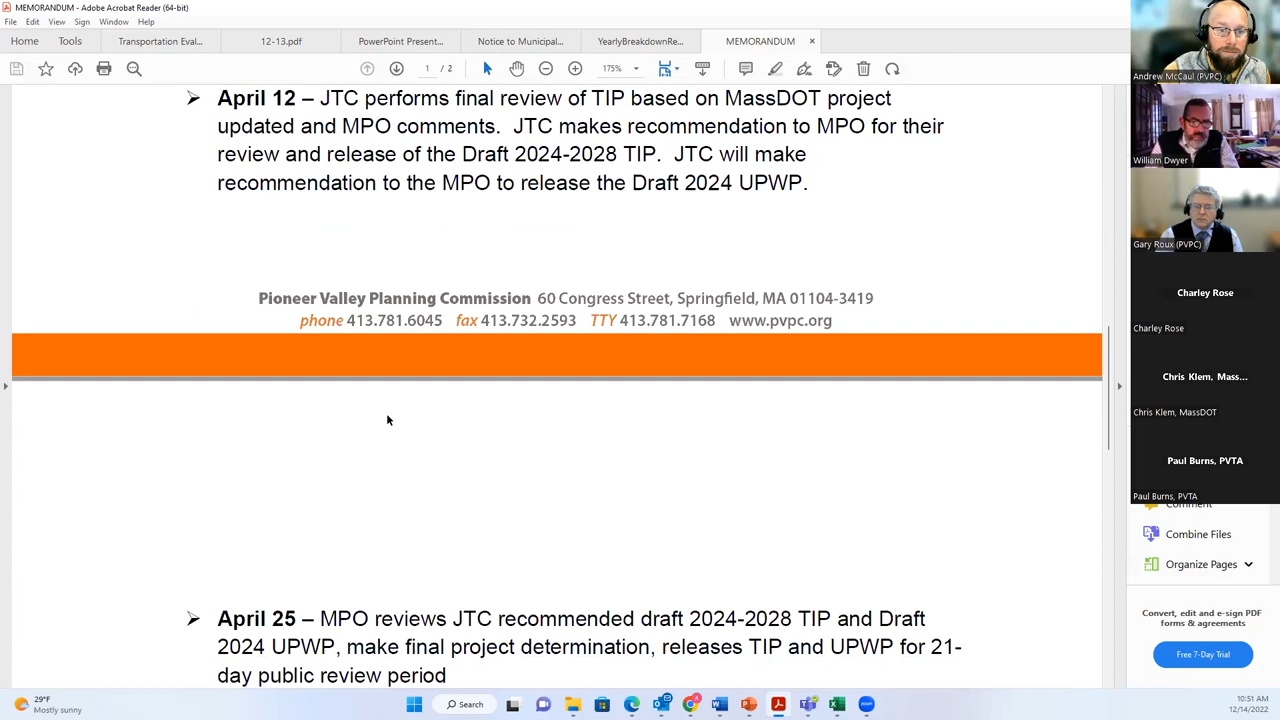 MEMORANDUM - Adobe Acrobat Reader (64-bit)
File Edit View Sign Window Help
Home Tools Transportation Eval... 12-13.pdf PowerPoint Present... Notice for Municipal... YearlyBreakdownRe... MEMORANDUM
1 / 2 175%
➢ April 12 – JTC performs final review of TIP based on MassDOT project
updated and MPO comments. JTC makes recommendation to MPO for their
review and release of the Draft 2024-2028 TIP. JTC will make
recommendation to the MPO to release the Draft 2024 UPWP.
Pioneer Valley Planning Commission 60 Congress Street, Springfield, MA 01104-3419
phone 413.781.6045 fax 413.732.2593 TTY 413.781.7168 www.pvpc.org
➢ April 25 – MPO reviews JTC recommended draft 2024-2028 TIP and Draft
2024 UPWP, make final project determination, releases TIP and UPWP for 21-
day public review period
Andrew McCaul (PVPC)
William Dwyer
Gary Roux (PVPC)
Charley Rose
Charley Rose
Chris Klem, Mass...
Chris Klem, MassDOT
Paul Burns, PVTA
Paul Burns, PVTA
Comment
Combine Files
Organize Pages
Convert, edit and e-sign PDF
forms & agreements
Free 7-Day Trial
29°F
Mostly sunny
Search
10:51 AM
12/14/2022